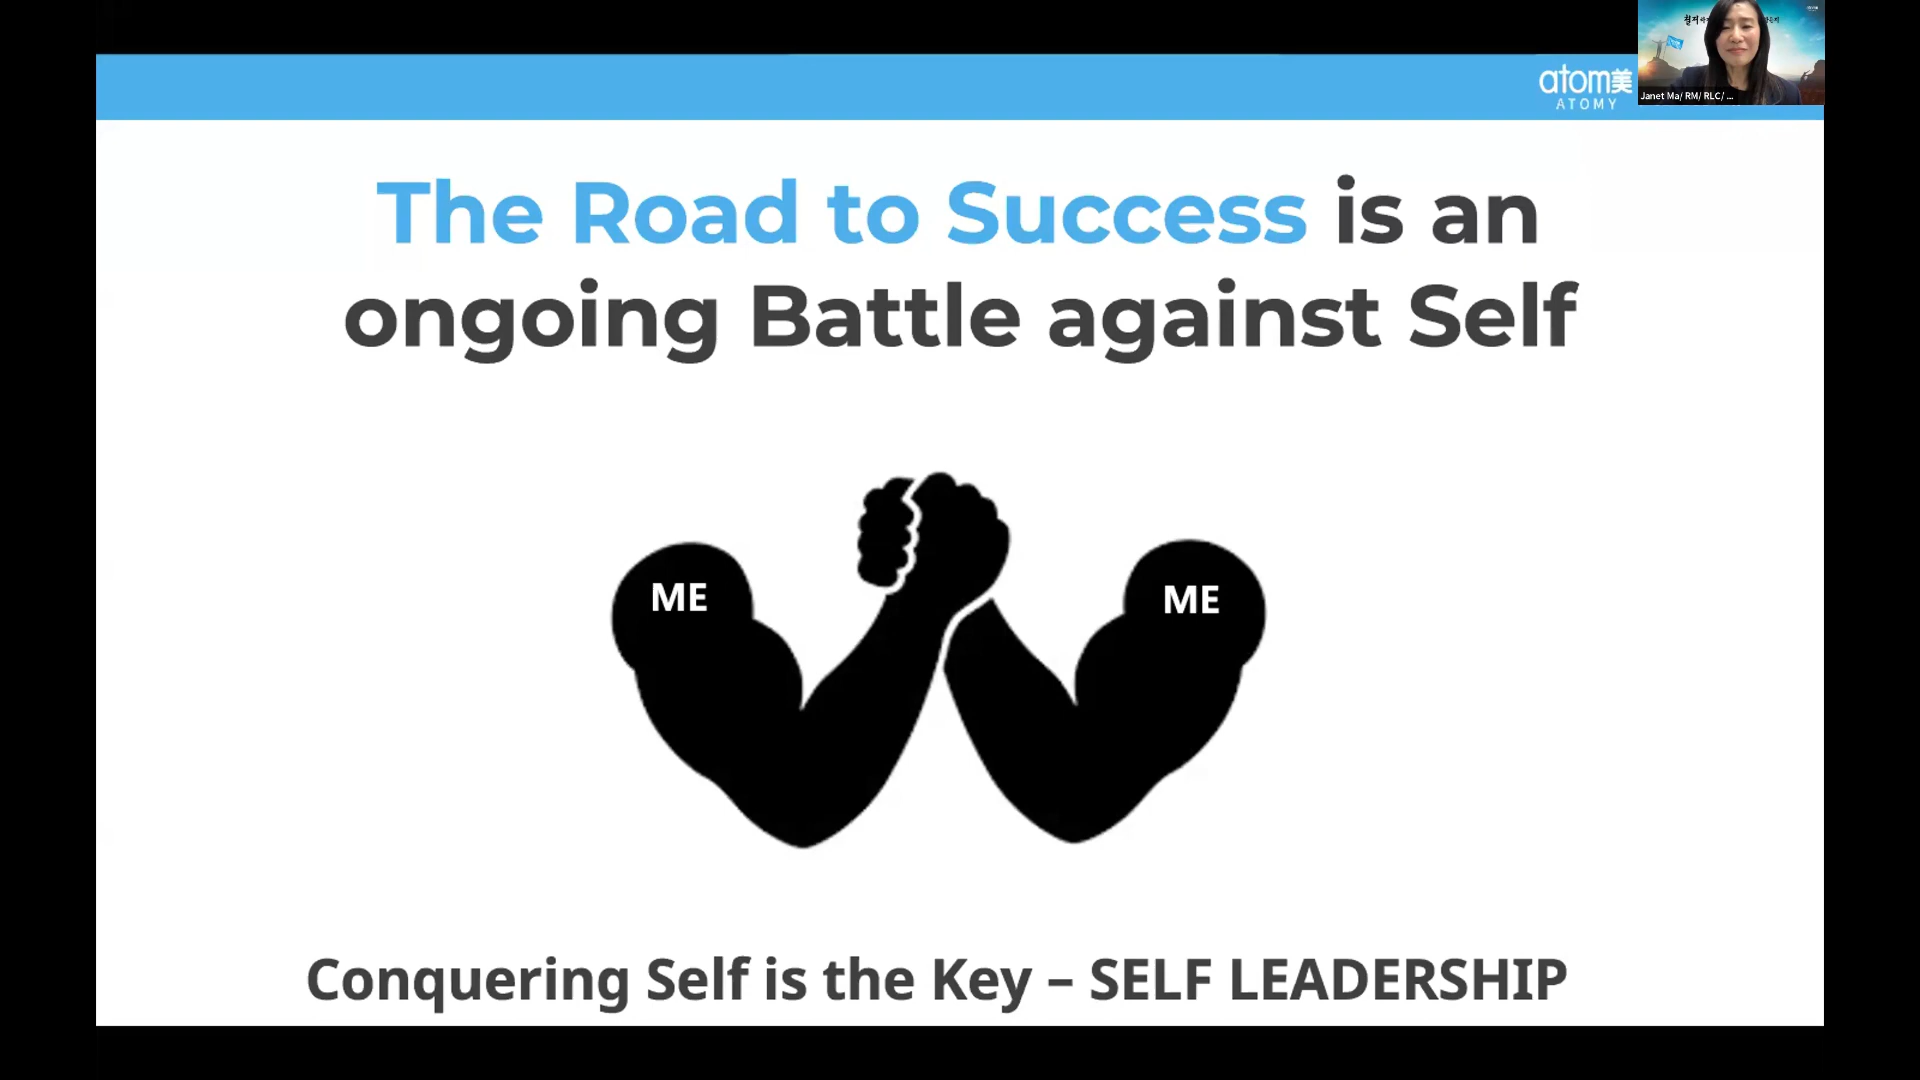 atom美
ATOMY
Janet Ma/ RM/ RLC/ ...
The Road to Success is an
ongoing Battle against Self
ME
ME
Conquering Self is the Key – SELF LEADERSHIP